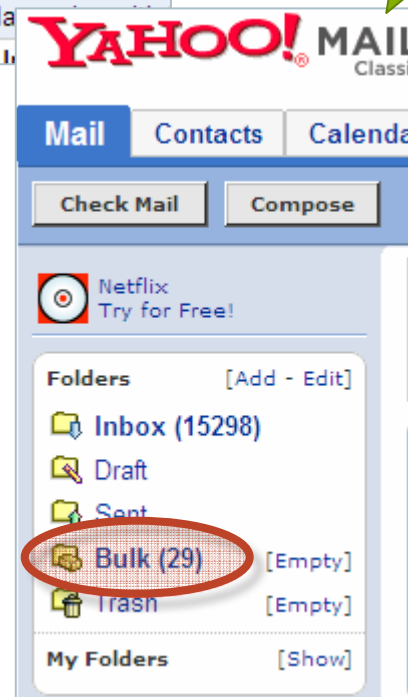 YAHOO!® MAIL
Classi
Mail Contacts Calenda
Check Mail Compose
Netflix
Try for Free!
Folders [Add - Edit]
Inbox (15298)
Draft
Sent
Bulk (29) [Empty]
Trash [Empty]
My Folders [Show]